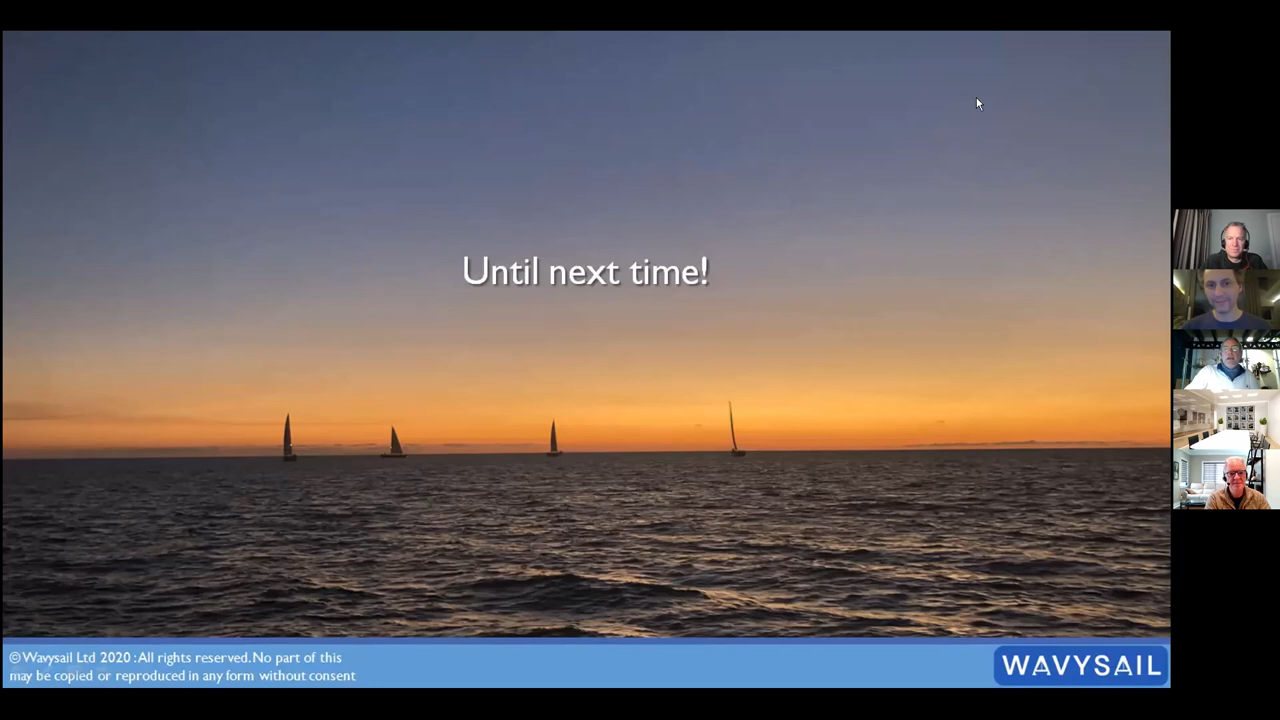 Until next time!
©Wavysail Ltd 2020 : All rights reserved. No part of this
may be copied or reproduced in any form without consent
WAVYSAIL